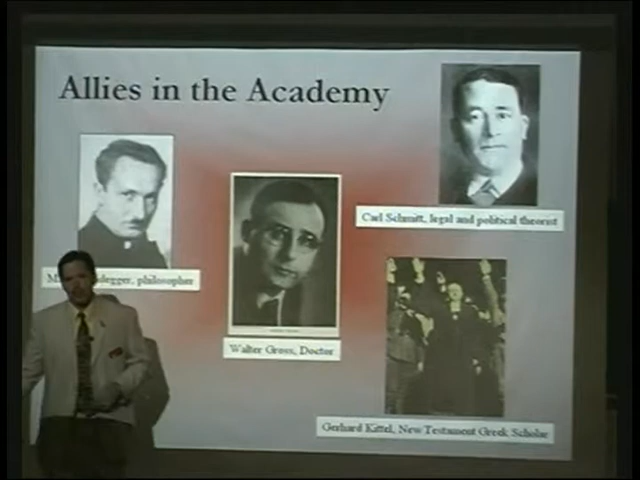 Allies in the Academy
Carl Schmitt, legal and political theorist
idegger, philosopher
Walter Gross, Doctor
Gerhard Kittel, New Testament Greek Scholar